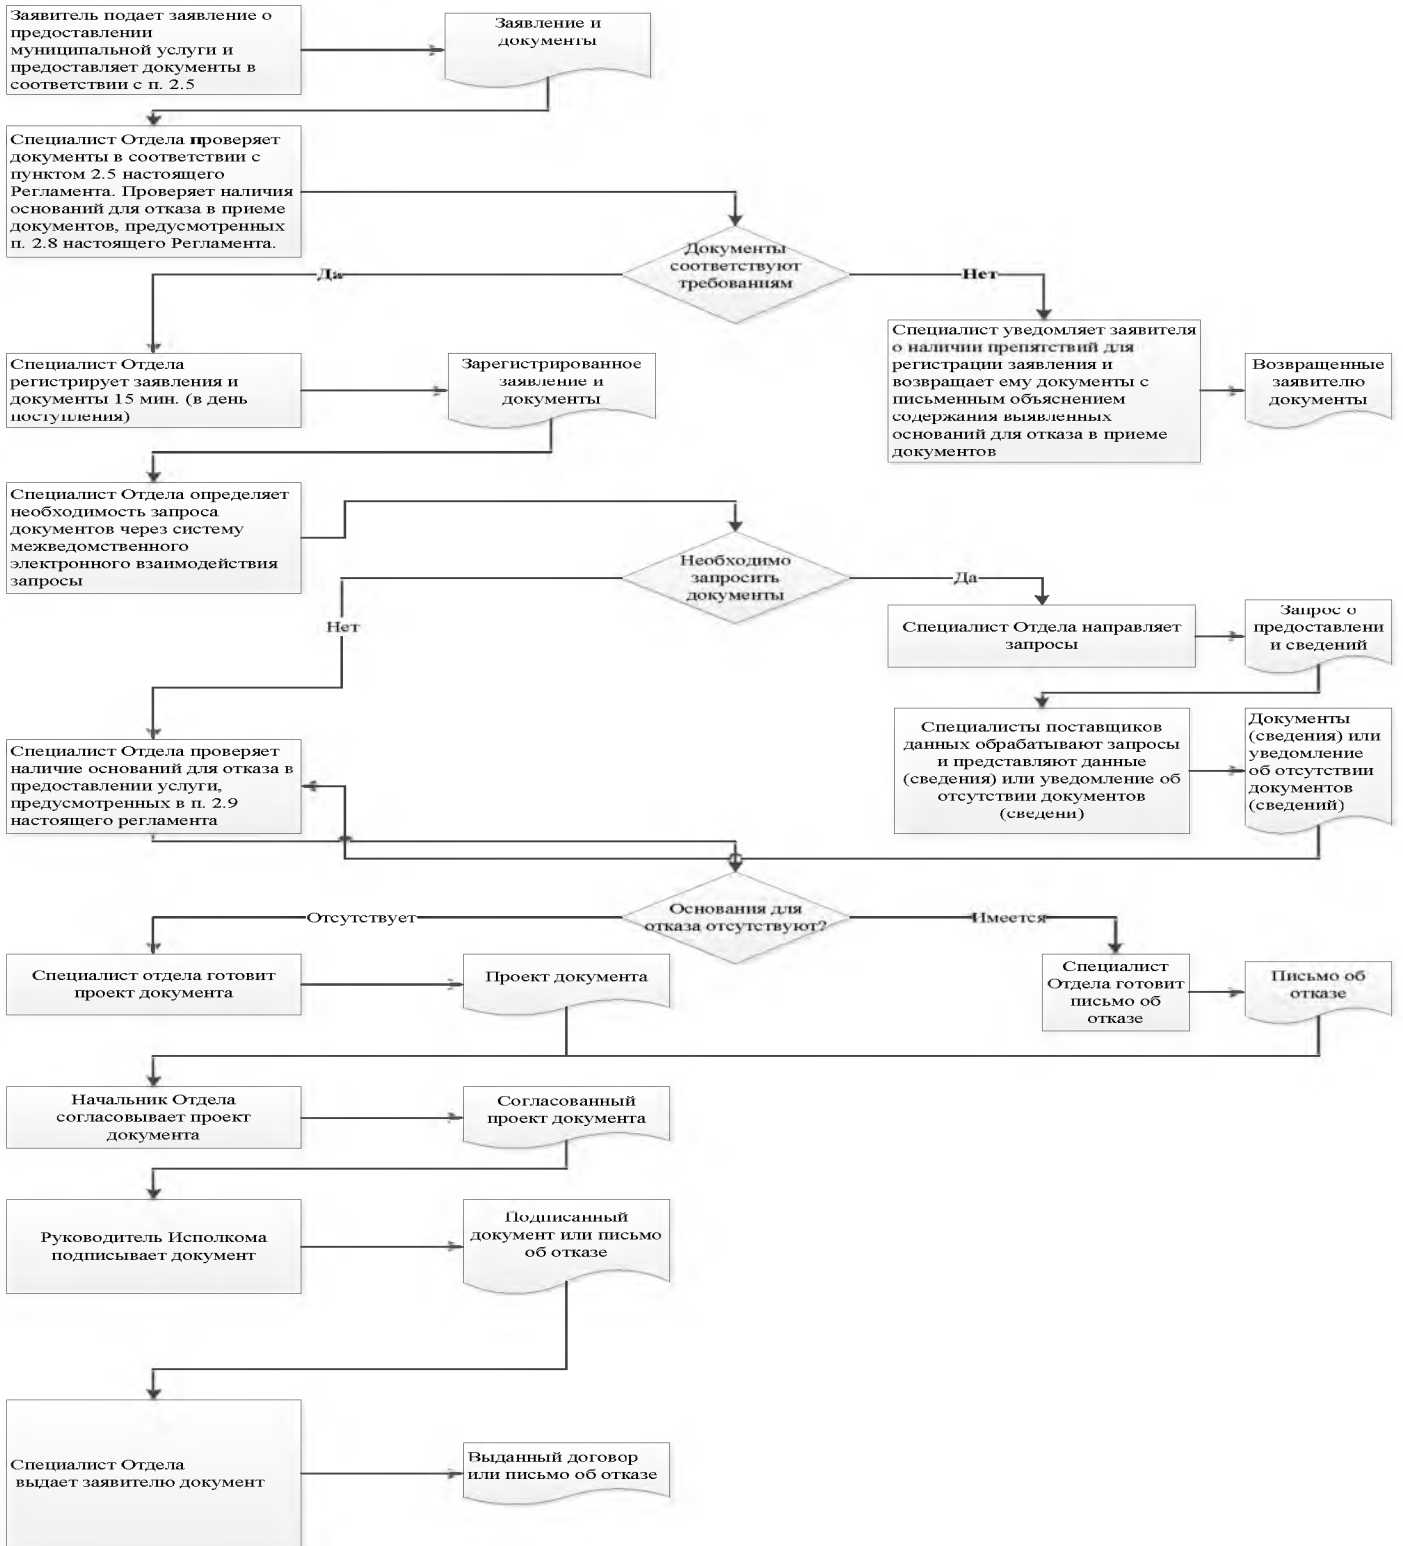 Заявитель подает заявление о
предоставлении
муниципальной услуги и
предоставляет документы в
соответствии с п. 2.5
Заявление и
документы
Специалист Отдела проверяет
документы в соответствии с
пунктом 2.5 настоящего
Регламента. Проверяет наличия
оснований для отказа в приеме
документов, предусмотренных
п. 2.8 настоящего Регламента.
Документы
соответствуют
требованиям
Да
Нет
Специалист Отдела
регистрирует заявления и
документы 15 мин. (в день
поступления)
Зарегистрированное
заявление и
документы
Специалист уведомляет заявителя
о наличии препятствий для
регистрации заявления и
возвращает ему документы с
письменным объяснением
содержания выявленных
оснований для отказа в приеме
документов
Возвращенные
заявителю
документы
Специалист Отдела определяет
необходимость запроса
документов через систему
межведомственного
электронного взаимодействия
запросы
Необходимо
запросить
документы
Да
Нет
Специалист Отдела направляет
запросы
Запрос о
предоставлени
и сведений
Специалисты поставщиков
данных обрабатывают запросы
и представляют данные
(сведения) или уведомление об
отсутствии документов
(сведени)
Документы
(сведения) или
уведомление
об отсутствии
документов
(сведений)
Специалист Отдела проверяет
наличие оснований для отказа в
предоставлении услуги,
предусмотренных в п. 2.9
настоящего регламента
Основания для
отказа отсутствуют?
Отсутствует
Имеется
Специалист отдела готовит
проект документа
Проект документа
Специалист
Отдела готовит
письмо об
отказе
Письмо об
отказе
Начальник Отдела
согласовывает проект
документа
Согласованный
проект документа
Руководитель Исполкома
подписывает документ
Подписанный
документ или письмо
об отказе
Специалист Отдела
выдает заявителю документ
Выданный договор
или письмо об отказе